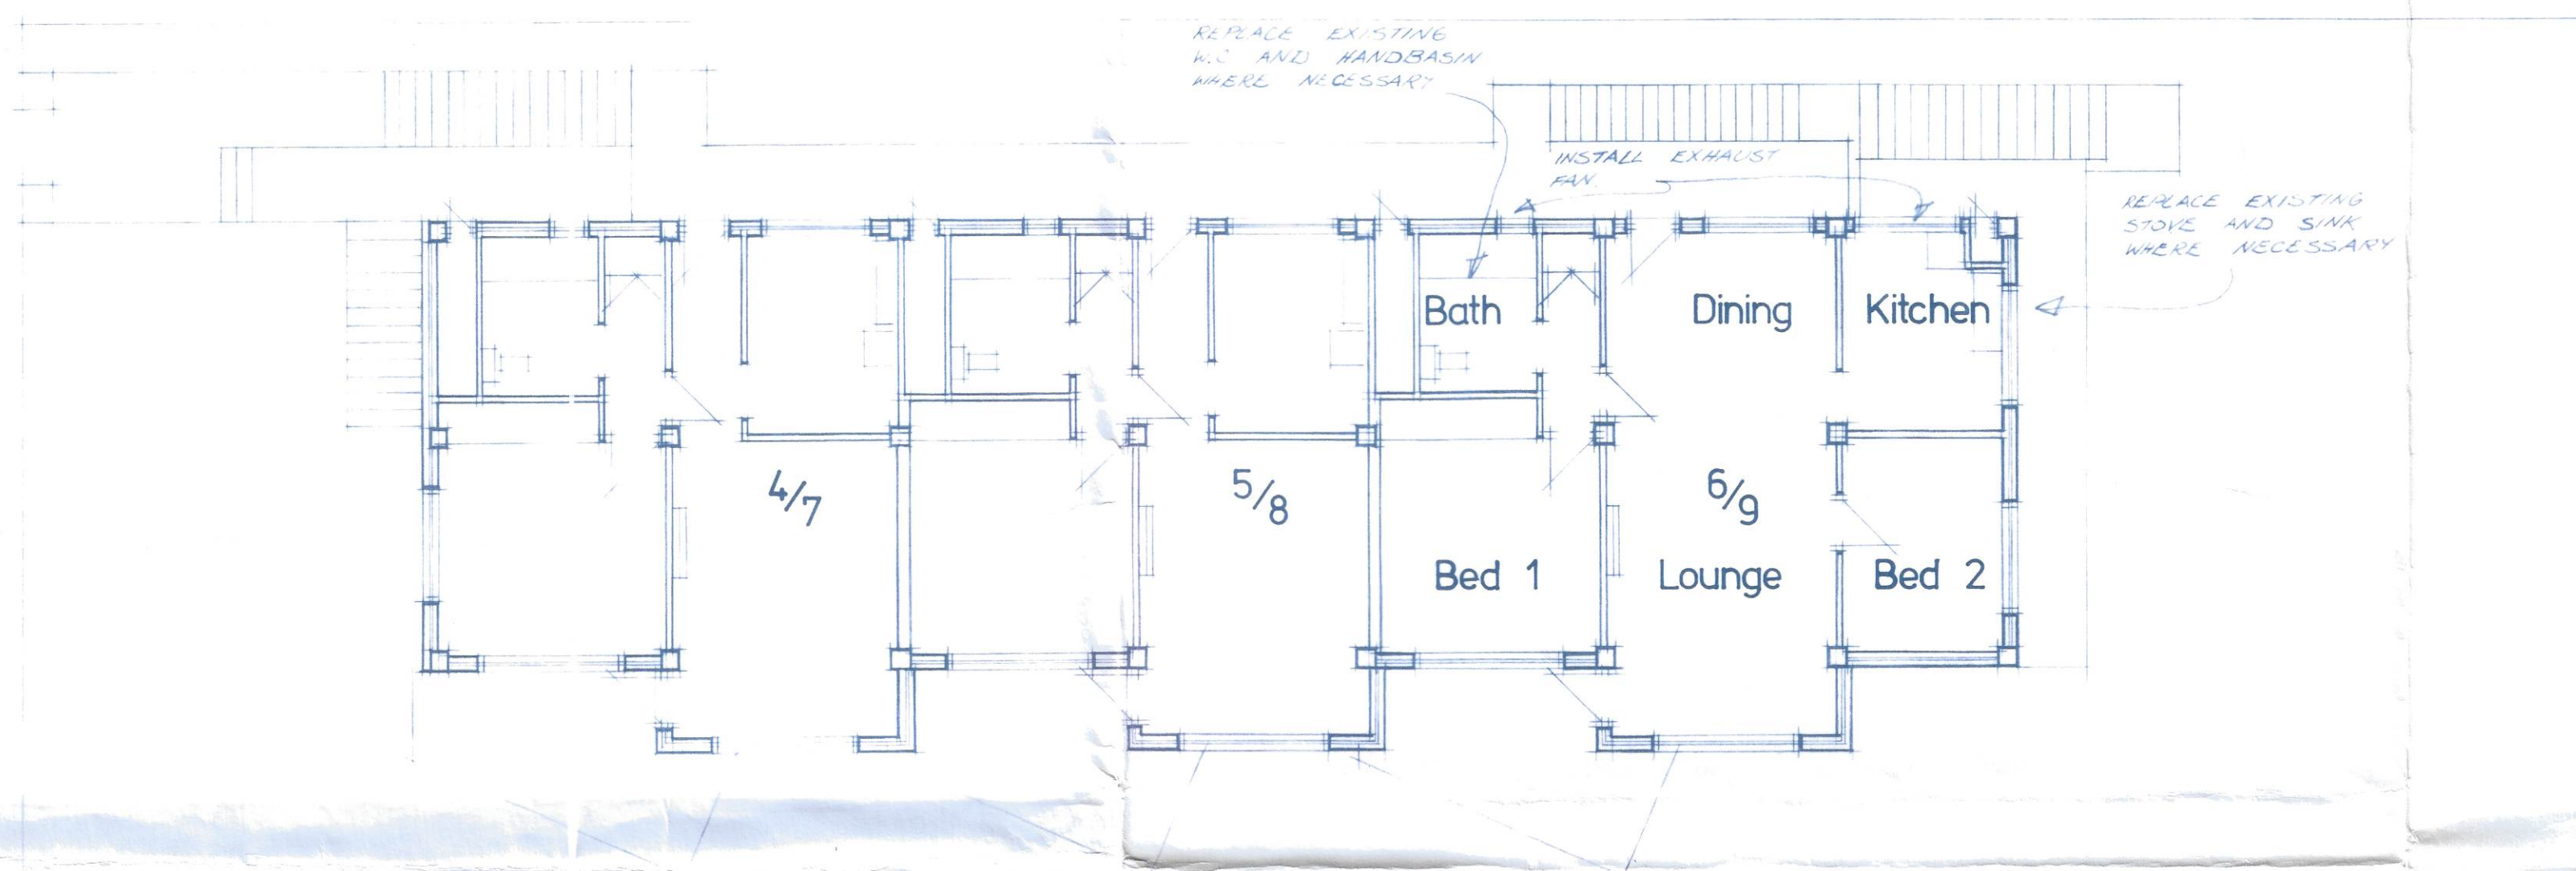 REPLACE EXISTING
W.C AND HANDBASIN
WHERE NECESSARY
INSTALL EXHAUST
FAN.
REPLACE EXISTING
STOVE AND SINK
WHERE NECESSARY
Bath
Dining
Kitchen
4/7
5/8
6/9
Bed 1
Lounge
Bed 2